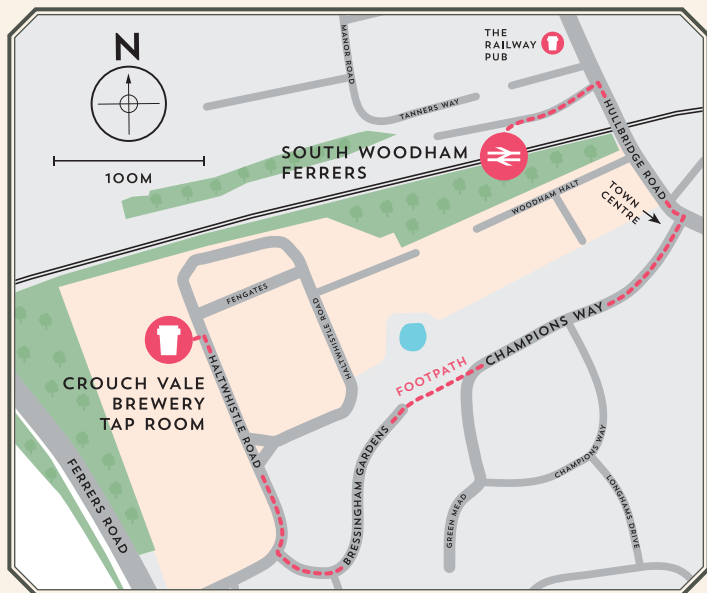 N
100M
MANOR ROAD
TANNERS WAY
THE
RAILWAY
PUB
HULLBRIDGE ROAD
SOUTH WOODHAM
FERRERS
WOODHAM HALT
TOWN
CENTRE
FENGATES
HALTWHISTLE ROAD
CHAMPIONS WAY
FOOTPATH
CROUCH VALE
BREWERY
TAP ROOM
HALTWHISTLE ROAD
BRESSINGHAM GARDENS
FERRERS ROAD
GREEN MEAD
CHAMPIONS WAY
LONGHAMS DRIVE